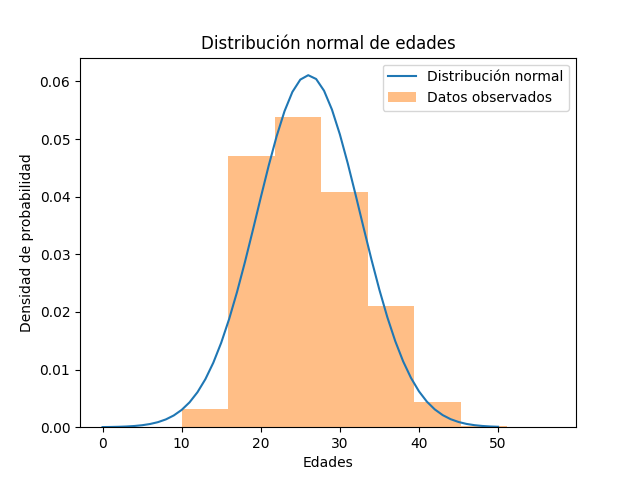 Distribución normal de edades
Distribución normal
Datos observados
Densidad de probabilidad
0.06
0.05
0.04
0.03
0.02
0.01
0.00
0 10 20 30 40 50
Edades